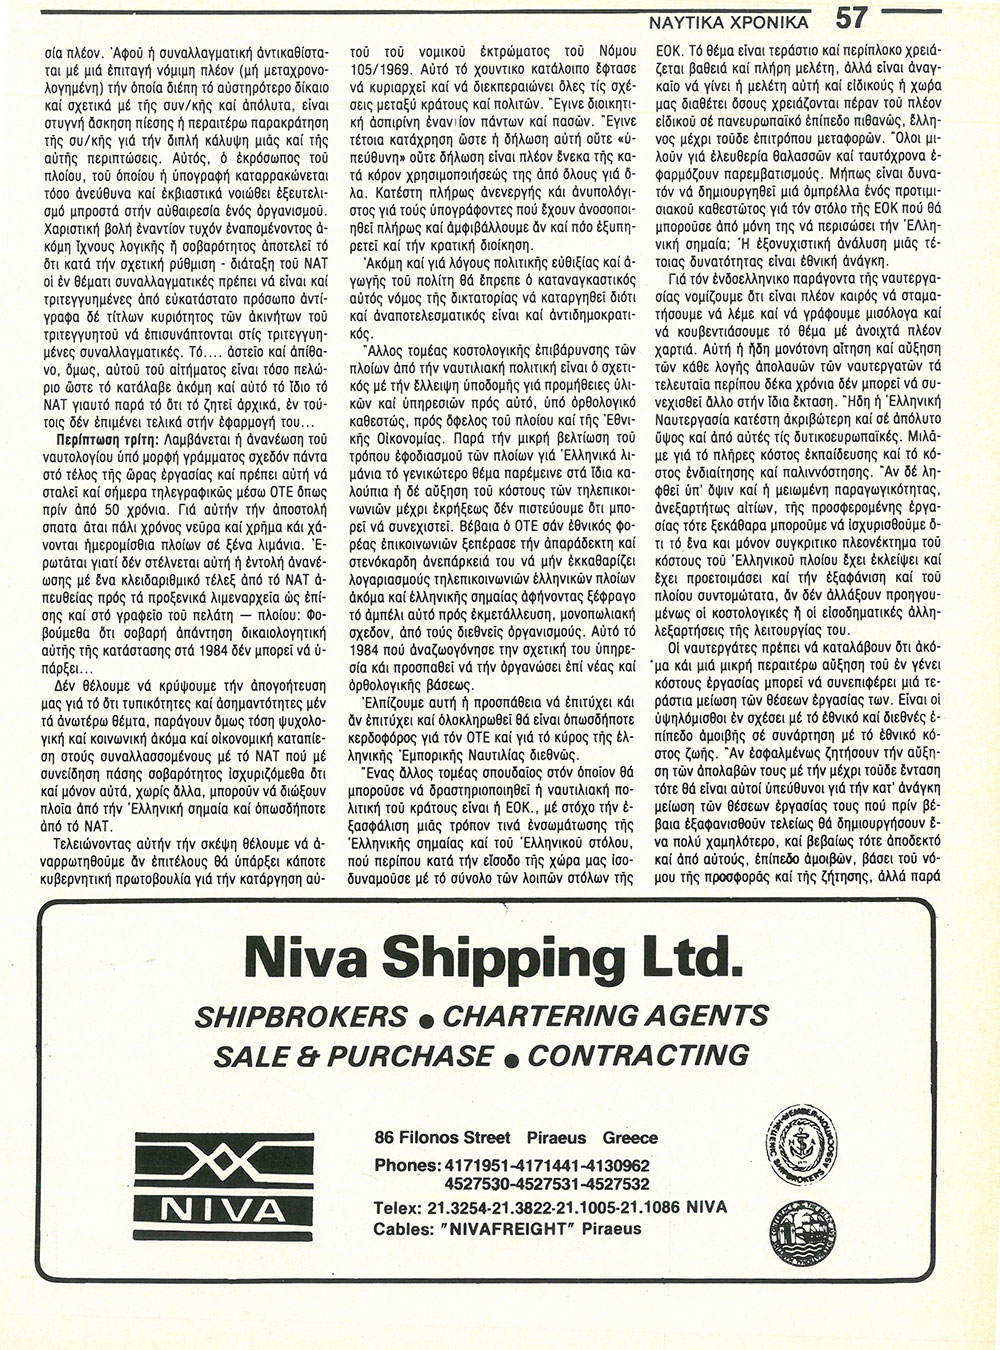 ΝΑΥΤΙΚΑ ΧΡΟΝΙΚΑ 57
σία πλέον. Ἀφοῦ ἡ συναλλαγματική ἀντικαθίστα-
ται μέ μιά ἐπιταγή νόμιμη πλέον (μή μεταχρονο-
λογημένη) τήν ὁποία διέπη τό αὐστηρότερο δίκαιο
καί σχετικά μέ τῆς συν/κῆς καί ἀπόλυτα, εἶναι
στυγνή ἄσκηση πίεσης ἡ περαιτέρω παρακράτηση
τῆς συ/κῆς γιά τήν διπλή κάλυψη μιᾶς καί τῆς
αὐτῆς περιπτώσεις. Αὐτός, ὁ ἐκρόσωπος τοῦ
πλοίου, τοῦ ὁποίου ἡ ὑπογραφή καταρρακώνεται
τόσο ἀνεύθυνα καί ἐκβιαστικά νοιώθει ἐξευτελι-
σμό μπροστά στήν αὐθαιρεσία ἑνός ὀργανισμοῦ.
Χαριστική βολή ἐναντίον τυχόν ἐναπομένοντος ἀ-
κόμη ἴχνους λογικῆς ἤ σοβαρότητος ἀποτελεῖ τό
ὅτι κατά τήν σχετική ρύθμιση - διάταξη τοῦ ΝΑΤ
οἱ ἐν θέματι συναλλαγματικές πρέπει νά εἶναι καί
τριτεγγυημένες ἀπό εὐκατάστατο πρόσωπο ἀντί-
γραφα δέ τίτλων κυριότητος τῶν ἀκινήτων τοῦ
τριτεγγυητοῦ νά ἐπισυνάπτονται στίς τριτεγγυη-
μένες συναλλαγματικές. Τό.... ἀστεῖο καί ἀπίθα-
νο, ὅμως, αὐτοῦ τοῦ αἰτήματος εἶναι τόσο πελώ-
ριο ὥστε τό κατάλαβε ἀκόμη καί αὐτό τό ἴδιο τό
ΝΑΤ γιαυτό παρά τό ὅτι τό ζητεῖ ἀρχικά, ἐν τού-
τοις δέν ἐπιμένει τελικά στήν ἐφαρμογή του...
Περίπτωση τρίτη: Λαμβάνεται ἡ ἀνανέωση τοῦ
ναυτολογίου ὑπό μορφή γράμματος σχεδόν πάντα
στό τέλος τῆς ὥρας ἐργασίας καί πρέπει αὐτή νά
σταλεῖ καί σήμερα τηλεγραφικῶς μέσω ΟΤΕ ὅπως
πρίν ἀπό 50 χρόνια. Γιά αὐτήν τήν ἀποστολή
σπατα ᾶται πάλι χρόνος νεῦρα καί χρῆμα κάι χά-
νονται ἡμερομίσθια πλοίων σέ ξένα λιμάνια. Ἐ-
ρωτᾶται γιατί δέν στέλνεται αὐτή ἡ ἐντολή ἀνανέ-
ωσης μέ ἕνα κλειδαριθμικό τέλεξ ἀπό τό ΝΑΤ ἀ-
πευθείας πρός τά προξενικά λιμεναρχεία ὡς ἐπί-
σης καί στό γραφεῖο τοῦ πελάτη — πλοίου: Φο-
βούμεθα ὅτι σοβαρή ἀπάντηση δικαιολογητική
αὐτῆς τῆς κατάστασης στά 1984 δέν μπορεῖ νά ὑ-
πάρξει...
Δέν θέλουμε νά κρύψουμε τήν ἀπογοήτευση
μας γιά τό ὅτι τυπικότητες καί ἀσημαντότητες μέν
τά ἀνωτέρω θέμτα, παράγουν ὅμως τόση ψυχολο-
γική καί κοινωνική ἀκόμα καί οἰκονομική καταπίε-
ση στούς συναλλασσομένους μέ τό ΝΑΤ πού μέ
συνείδηση πάσης σοβαρότητος ἰσχυριζόμεθα ὅτι
καί μόνον αὐτά, χωρίς ἄλλα, μποροῦν νά διώξουν
πλοῖα ἀπό τήν Ἑλληνική σημαία καί ὁπωσδήποτε
ἀπό τό ΝΑΤ.
Τελειώνοντας αὐτήν τήν σκέψη θέλουμε νά ἀ-
ναρρωτηθοῦμε ἄν ἐπιτέλους θά ὑπάρξει κάποτε
κυβερνητική πρωτοβουλία γιά τήν κατάργηση αὐ-
τοῦ τοῦ νομικοῦ ἐκτρώματος τοῦ Νόμου
105/1969. Αὐτό τό χουντικο κατάλοιπο ἔφτασε
νά κυριαρχεῖ καί νά διεκπεραιώνει ὅλες τίς σχέ-
σεις μεταξύ κράτους καί πολιτῶν. Ἔγινε διοικητι-
κή ἀσπιρίνη ἐναντίον πάντων καί πασῶν. Ἔγινε
τέτοια κατάχρηση ὥστε ἡ δήλωση αὐτή οὔτε «ὑ-
πεύθυνη» οὔτε δήλωση εἶναι πλέον ἕνεκα τῆς κα-
τά κόρον χρησιμοποιήσεώς της ἀπό ὅλους γιά ὅ-
λα. Κατέστη πλήρως ἀνενεργής καί ἀνυπολόγι-
στος γιά τούς ὑπογράφοντες πού ἔχουν ἀνοσοποι-
ηθεῖ πλήρως καί ἀμφιβάλλουμε ἄν καί πόσο ἐξυπη-
ρετεῖ καί τήν κρατική διοίκηση.
Ἀκόμη καί γιά λόγους πολιτικῆς εὐθιξίας καί ἀ-
γωγῆς τοῦ πολίτη θά ἔπρεπε ὁ καταναγκαστικός
αὐτός νόμος τῆς δικτατορίας νά καταργηθεῖ διότι
καί ἀναποτελεσματικός εἶναι καί ἀντιδημοκρατι-
κός.
Ἄλλος τομέας κοστολογικῆς ἐπιβάρυνσης τῶν
πλοίων ἀπό τήν ναυτιλιακή πολιτική εἶναι ὁ σχετι-
κός μέ τήν ἔλλειψη ὑποδομῆς γιά προμήθειες ὑλι-
κῶν καί ὑπηρεσιῶν πρός αὐτό, ὑπό ὀρθολογικό
καθεστώς, πρός ὄφελος τοῦ πλοίου καί τῆς Ἐθνι-
κῆς Οἰκονομίας. Παρά τήν μικρή βελτίωση τοῦ
τρόπου ἐφοδιασμοῦ τῶν πλοίων γιά Ἑλληνικά λι-
μάνια τό γενικώτερο θέμα παρέμεινε στά ἴδια κα-
λούπια ἡ δέ αὔξηση τοῦ κόστους τῶν τηλεπικοι-
νωνιῶν μέχρι ἐκρήξεως δέν πιστεύουμε ὅτι μπο-
ρεῖ νά συνεχιστεῖ. Βέβαια ὁ ΟΤΕ σάν ἐθνικός φο-
ρέας ἐπικοινωνιῶν ξεπέρασε τήν ἀπαράδεκτη καί
στενόκαρδη ἀνεπάρκειά του νά μήν ἐκκαθαρίζει
λογαριασμούς τηλεπικοινωνιῶν ἑλληνικῶν πλοίων
ἀκόμα καί ἑλληνικῆς σημαίας ἀφήνοντας ξέφραγο
τό ἀμπέλι αὐτό πρός ἐκμετάλλευση, μονοπωλιακή
σχεδον, ἀπό τούς διεθνεῖς ὀργανισμούς. Αὐτό τό
1984 πού ἀναζωογόνησε τήν σχετική του ὑπηρε-
σία κάι προσπαθεῖ νά τήν ὀργανώσει ἐπί νέας καί
ὀρθολογικῆς βάσεως.
Ἐλπίζουμε αυτή ἡ προσπάθεια νά ἐπιτύχει κάι
ἄν ἐπιτύχει καί ὁλοκληρωθεῖ θά εἶναι ὁπωσδήποτε
κερδοφόρος γιά τόν ΟΤΕ καί γιά τό κύρος τῆς ἑλ-
ληνικῆς Ἐμπορικῆς Ναυτιλίας διεθνῶς.
Ἕνας ἄλλος τομέας σπουδαῖος στόν ὁποῖον θά
μποροῦσε νά δραστηριοποιηθεῖ ἡ ναυτιλιακή πο-
λιτική τοῦ κράτους εἶναι ἡ ΕΟΚ., μέ στόχο τήν ἐ-
ξασφάλιση μιᾶς τρόπον τινά ἐνσωμάτωσης τῆς
Ἑλληνικῆς σημαίας καί τοῦ Ἑλληνικοῦ στόλου,
πού περίπου κατά τήν εἴσοδο τῆς χώρα μας ἰσο-
δυναμοῦσε μέ τό σύνολο τῶν λοιπῶν στόλων τῆς
ΕΟΚ. Τό θέμα εἶναι τεράστιο καί περίπλοκο χρειά-
ζεται βαθειά καί πλήρη μελέτη, ἀλλά εἶναι ἀναγ-
καῖο νά γίνει ἡ μελέτη αὐτή καί εἰδικούς ἡ χώρα
μας διαθέτει ὅσους χρειάζονται πέραν τοῦ πλέον
εἰδικοῦ σέ πανευρωπαϊκό ἐπίπεδο πιθανῶς, ἕλλη-
νος μέχρι τοῦδε ἐπιτρόπου μεταφορῶν. Ὅλοι μι-
λοῦν γιά ἐλευθερία θαλασσῶν καί ταυτόχρονα ἐ-
φαρμόζουν παρεμβατισμούς. Μήπως εἶναι δυνα-
τόν νά δημιουργηθεῖ μιά ὀμπρέλλα ἑνός προτιμη-
σιακοῦ καθεστῶτος γιά τόν στόλο τῆς ΕΟΚ πού θά
μποροῦσε ἀπό μόνη της νά περισώσει τήν Ἑλλη-
νική σημαία; Ἡ ἐξονυχιστική ἀνάλυση μιᾶς τέ-
τοιας δυνατότητας εἶναι ἐθνική ἀνάγκη.
Γιά τόν ἐνδοελληνικο παράγοντα τῆς ναυτεργα-
σίας νομίζουμε ὅτι εἶναι πλέον καιρός νά σταμα-
τήσουμε νά λέμε καί νά γράφουμε μισόλογα καί
νά κουβεντιάσουμε τό θέμα μέ ἀνοιχτά πλέον
χαρτιά. Αὐτή ἡ ἤδη μονότονη αἴτηση καί αὔξηση
τῶν κάθε λογῆς ἀπολαυῶν τῶν ναυτεργατῶν τά
τελευταῖα περίπου δέκα χρόνια δέν μπορεῖ νά συ-
νεχισθεῖ ἄλλο στήν ἴδια ἔκταση. Ἤδη ἡ Ἑλληνική
Ναυτεργασία κατέστη ἀκριβώτερη καί σέ ἀπόλυτο
ὕψος καί ἀπό αὐτές τίς δυτικοευρωπαϊκές. Μιλᾶ-
με γιά τό πλῆρες κόστος ἐκπαίδευσης καί τό κό-
στος ἐνδιαίτησης καί παλιννόστησης. Ἄν δέ λη-
φθεῖ ὑπ' ὄψιν καί ἡ μειωμένη παραγωγικότητας,
ἀνεξαρτήτως αἰτίων, τῆς προσφερομένης ἐργα-
σίας τότε ξεκάθαρα μποροῦμε νά ἰσχυρισθοῦμε ὅ-
τι τό ἕνα και μόνον συγκριτικο πλεονέκτημα τοῦ
κόστους τοῦ Ἑλληνικοῦ πλοίου ἔχει ἐκλείψει καί
ἔχει προετοιμάσει καί τήν ἐξαφάνιση καί τοῦ
πλοίου συντομώτατα, ἄν δέν ἀλλάξουν προηγου-
μένως οἱ κοστολογικές ἤ οἱ εἰσοδηματικές ἀλλη-
λεξαρτήσεις τῆς λειτουργίας του.
Οἱ ναυτεργάτες πρέπει νά καταλάβουν ὅτι ἀκό-
μα κάι μιά μικρή περαιτέρω αὔξηση τοῦ ἐν γένει
κόστους ἐργασίας μπορεῖ νά συνεπιφέρει μιά τε-
ράστια μείωση τῶν θέσεων ἐργασίας των. Εἶναι οἱ
ὑψηλόμισθοι ἐν σχέσει μέ τό ἐθνικό καί διεθνές ἐ-
πίπεδο ἀμοιβῆς σέ συνάρτηση μέ τό ἐθνικό κό-
στος ζωῆς. Ἄν ἐσφαλμένως ζητήσουν τήν αὔξη-
ση τῶν ἀπολαβῶν τους μέ τήν μέχρι τοῦδε ἔνταση
τότε θά εἶναι αὐτοί ὑπεύθυνοι γιά τήν κατ' ἀνάγκη
μείωση τῶν θέσεων ἐργασίας τους πού πρίν βέ-
βαια ἐξαφανισθοῦν τελείως θά δημιουργήσουν ἕ-
να πολύ χαμηλότερο, καί βεβαίως τότε ἀποδεκτό
καί ἀπό αὐτούς, ἐπίπεδο ἀμοιβῶν, βάσει τοῦ νό-
μου τῆς προσφορᾶς καί τῆς ζήτησης, ἀλλά παρά
Niva Shipping Ltd.
SHIPBROKERS ● CHARTERING AGENTS
SALE & PURCHASE ● CONTRACTING
NIVA
86 Filonos Street Piraeus Greece
Phones: 4171951-4171441-4130962
4527530-4527531-4527532
Telex: 21.3254-21.3822-21.1005-21.1086 NIVA
Cables: "NIVAFREIGHT" Piraeus
MEMBER
HELLENIC SHIPBROKERS ASSOCIATION